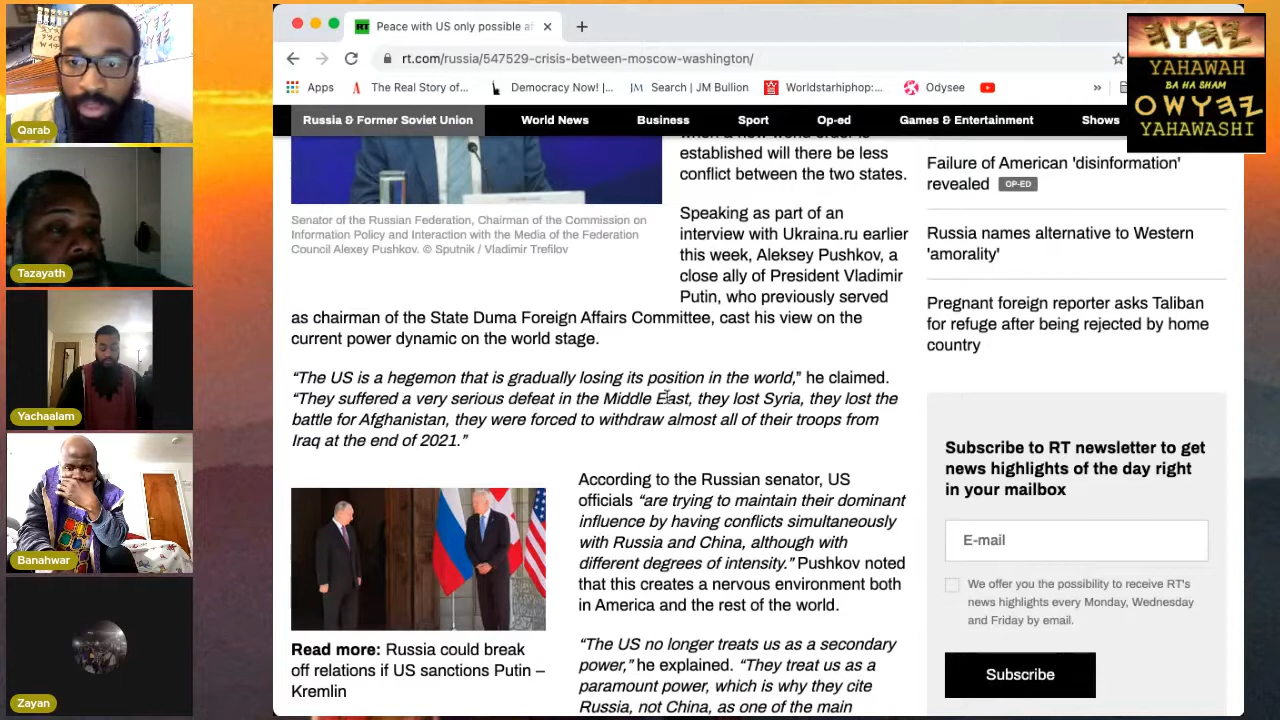 Qarab
Tazayath
Yachaalam
Banahwar
Zayan
RT
Peace with US only possible af
rt.com/russia/547529-crisis-between-moscow-washington/
Apps
The Real Story of...
Democracy Now! |...
Search | JM Bullion
Worldstarhiphop:...
Odysee
»
YAHAWAH
BA HA SHAM
YAHAWASHI
Russia & Former Soviet Union
World News
Business
Sport
Op-ed
Games & Entertainment
Shows
when a new world order is
established will there be less
conflict between the two states.
Senator of the Russian Federation, Chairman of the Commission on
Information Policy and Interaction with the Media of the Federation
Council Alexey Pushkov. © Sputnik / Vladimir Trefilov
Speaking as part of an
interview with Ukraina.ru earlier
this week, Aleksey Pushkov, a
close ally of President Vladimir
Putin, who previously served
as chairman of the State Duma Foreign Affairs Committee, cast his view on the
current power dynamic on the world stage.
“The US is a hegemon that is gradually losing its position in the world,” he claimed.
“They suffered a very serious defeat in the Middle East, they lost Syria, they lost the
battle for Afghanistan, they were forced to withdraw almost all of their troops from
Iraq at the end of 2021.”
According to the Russian senator, US
officials “are trying to maintain their dominant
influence by having conflicts simultaneously
with Russia and China, although with
different degrees of intensity.” Pushkov noted
that this creates a nervous environment both
in America and the rest of the world.
Read more: Russia could break
off relations if US sanctions Putin –
Kremlin
“The US no longer treats us as a secondary
power,” he explained. “They treat us as a
paramount power, which is why they cite
Russia, not China, as one of the main
Failure of American 'disinformation'
revealed OP-ED
Russia names alternative to Western
'amorality'
Pregnant foreign reporter asks Taliban
for refuge after being rejected by home
country
Subscribe to RT newsletter to get
news highlights of the day right
in your mailbox
E-mail
We offer you the possibility to receive RT's
news highlights every Monday, Wednesday
and Friday by email.
Subscribe